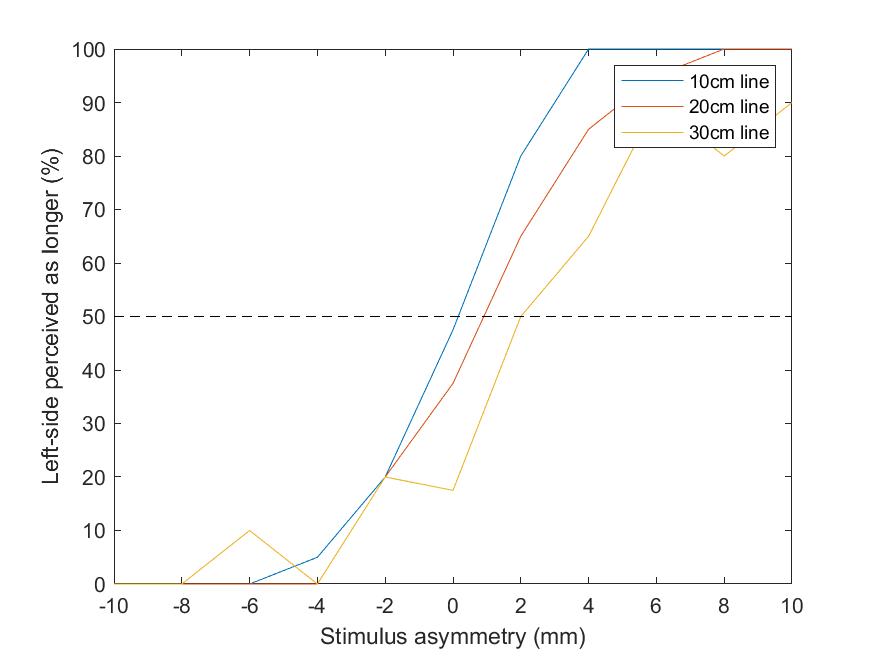 100
90
80
70
60
50
40
30
20
10
0
Left-side perceived as longer (%)
10cm line
20cm line
30cm line
-10 -8 -6 -4 -2 0 2 4 6 8 10
Stimulus asymmetry (mm)